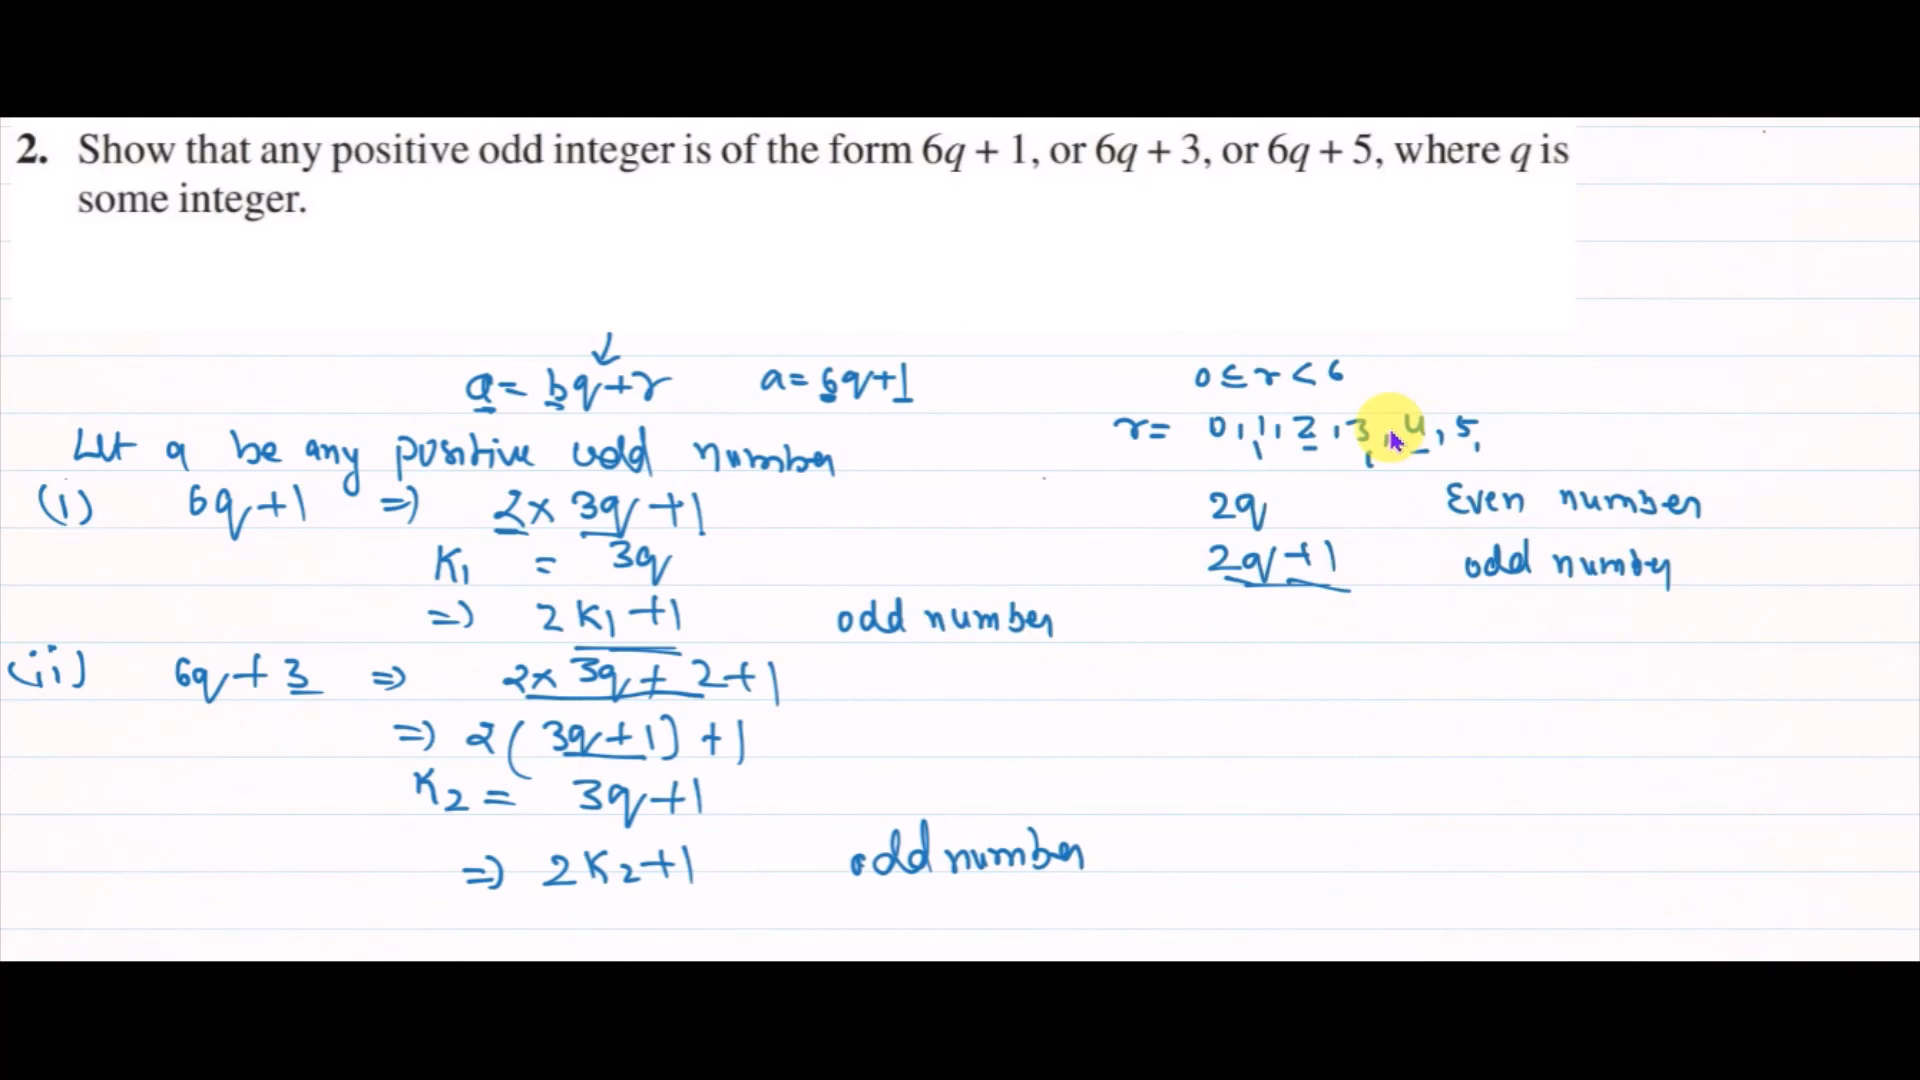 2. Show that any positive odd integer is of the form 6q + 1, or 6q + 3, or 6q + 5, where q is
some integer.
a = bq+r a = 6q+1 0 ≤ r < 6
r = 0, 1, 2, 3, 4, 5,
Let a be any positive odd number
(i) 6q+1 => 2x 3q +1 2q Even number
K1 = 3q 2q+1 odd number
=> 2K1+1 odd number
(ii) 6q+3 => 2x 3q + 2+1
=> 2(3q+1)+1
K2 = 3q+1
=> 2K2+1 odd number